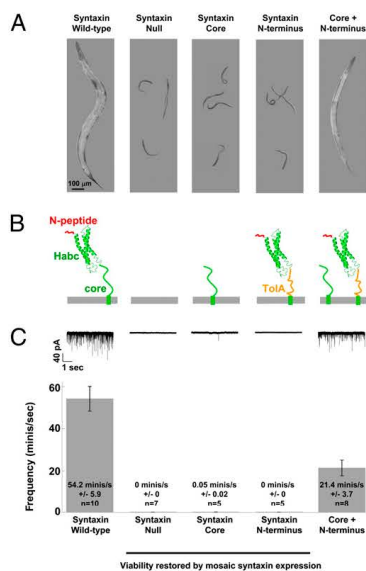 A
Syntaxin Wild-type
Syntaxin Null
Syntaxin Core
Syntaxin N-terminus
Core + N-terminus
100 µm
B
N-peptide
Habc
core
TolA
C
40 pA
1 sec
Frequency (minis/sec)
60
40
20
0
54.2 minis/s
+/- 5.9
n=10
0 minis/s
+/- 0
n=7
0.05 minis/s
+/- 0.02
n=5
0 minis/s
+/- 0
n=5
21.4 minis/s
+/- 3.7
n=8
Syntaxin Wild-type
Syntaxin Null
Syntaxin Core
Syntaxin N-terminus
Core + N-terminus
Viability restored by mosaic syntaxin expression